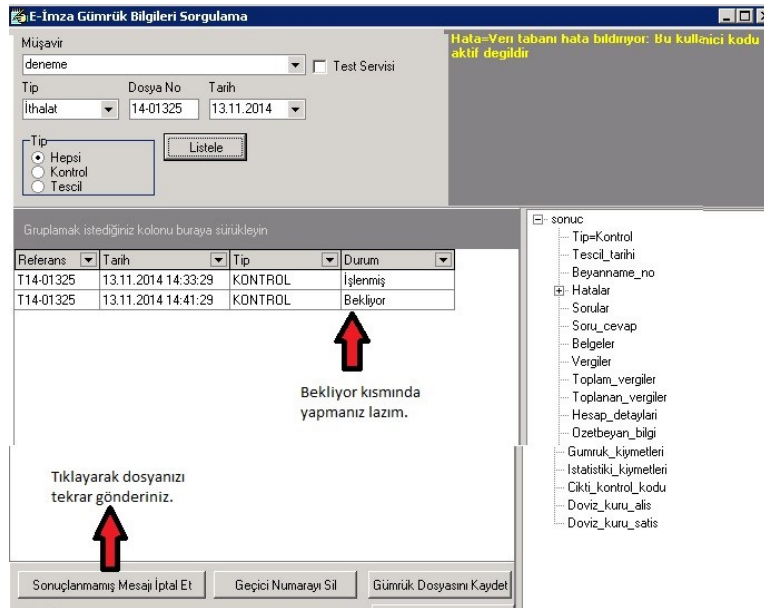 E-İmza Gümrük Bilgileri Sorgulama
Müşavir
deneme
Test Servisi
Tip Dosya No Tarih
İthalat 14-01325 13.11.2014
Tip
Hepsi
Kontrol
Tescil
Listele
Hata=Veri tabanı hata bildiriyor: Bu kullanici kodu
aktif degildir
Gruplamak istediğiniz kolonu buraya sürükleyin
Referans Tarih Tip Durum
T14-01325 13.11.2014 14:33:29 KONTROL İşlenmiş
T14-01325 13.11.2014 14:41:29 KONTROL Bekliyor
Bekliyor kısmında
yapmanız lazım.
Tıklayarak dosyanızı
tekrar gönderiniz.
Sonuçlanmamış Mesajı İptal Et Geçici Numarayı Sil Gümrük Dosyasını Kaydet
sonuc
Tip=Kontrol
Tescil_tarihi
Beyanname_no
Hatalar
Sorular
Soru_cevap
Belgeler
Vergiler
Toplam_vergiler
Toplanan_vergiler
Hesap_detaylari
Ozetbeyan_bilgi
Gumruk_kiymetleri
Istatistiki_kiymetleri
Cikti_kontrol_kodu
Doviz_kuru_alis
Doviz_kuru_satis